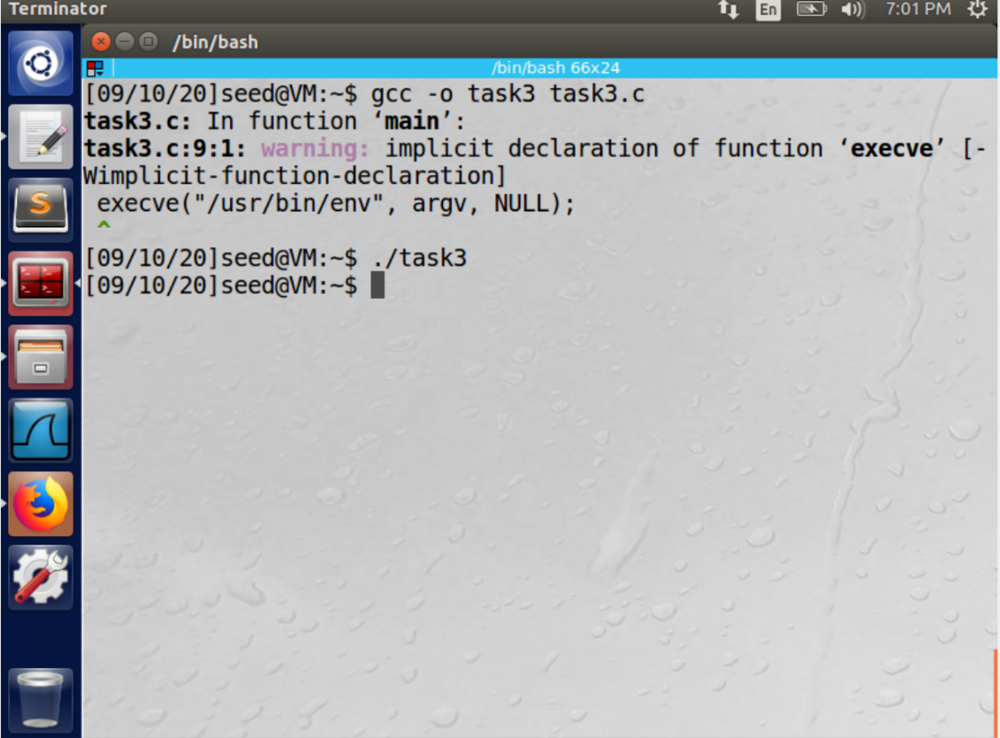 Terminator
En
7:01 PM
/bin/bash
/bin/bash 66x24
[09/10/20]seed@VM:~$ gcc -o task3 task3.c
task3.c: In function ‘main’:
task3.c:9:1: warning: implicit declaration of function ‘execve’ [-
Wimplicit-function-declaration]
 execve("/usr/bin/env", argv, NULL);
 ^
[09/10/20]seed@VM:~$ ./task3
[09/10/20]seed@VM:~$